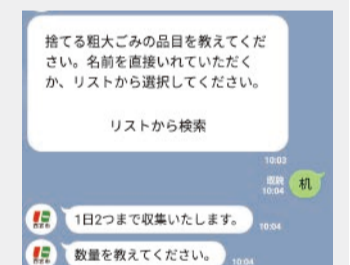 捨てる粗大ごみの品目を教えてくだ
さい。名前を直接いれていただく
か、リストから選択してください。
リストから検索
10:03
既読
10:04
机
1日2つまで収集いたします。
10:04
数量を教えてください。
10:04